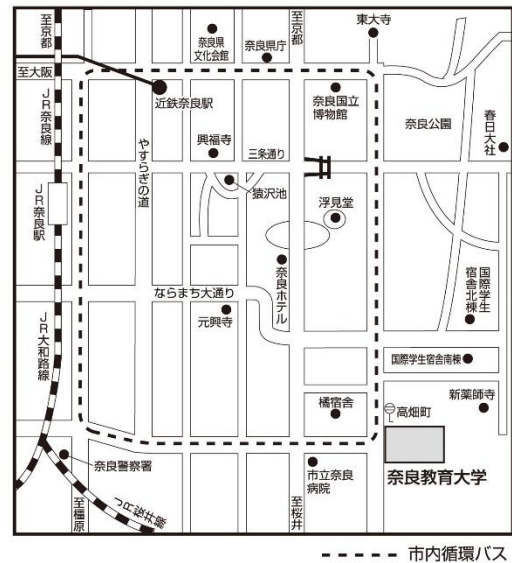 至京都
奈良県
文化会館
奈良県庁
至京都
東大寺
至大阪
近鉄奈良駅
奈良国立
博物館
奈良公園
春日大社
JR奈良線
やすらぎの道
興福寺
三条通り
猿沢池
浮見堂
JR奈良駅
奈良ホテル
国際学生
宿舎北棟
ならまち大通り
元興寺
JR大和路線
国際学生宿舎南棟
橘宿舎
高畑町
新薬師寺
奈良警察署
市立奈良
病院
奈良教育大学
至橿原
JR桜井線
至桜井
市内循環バス